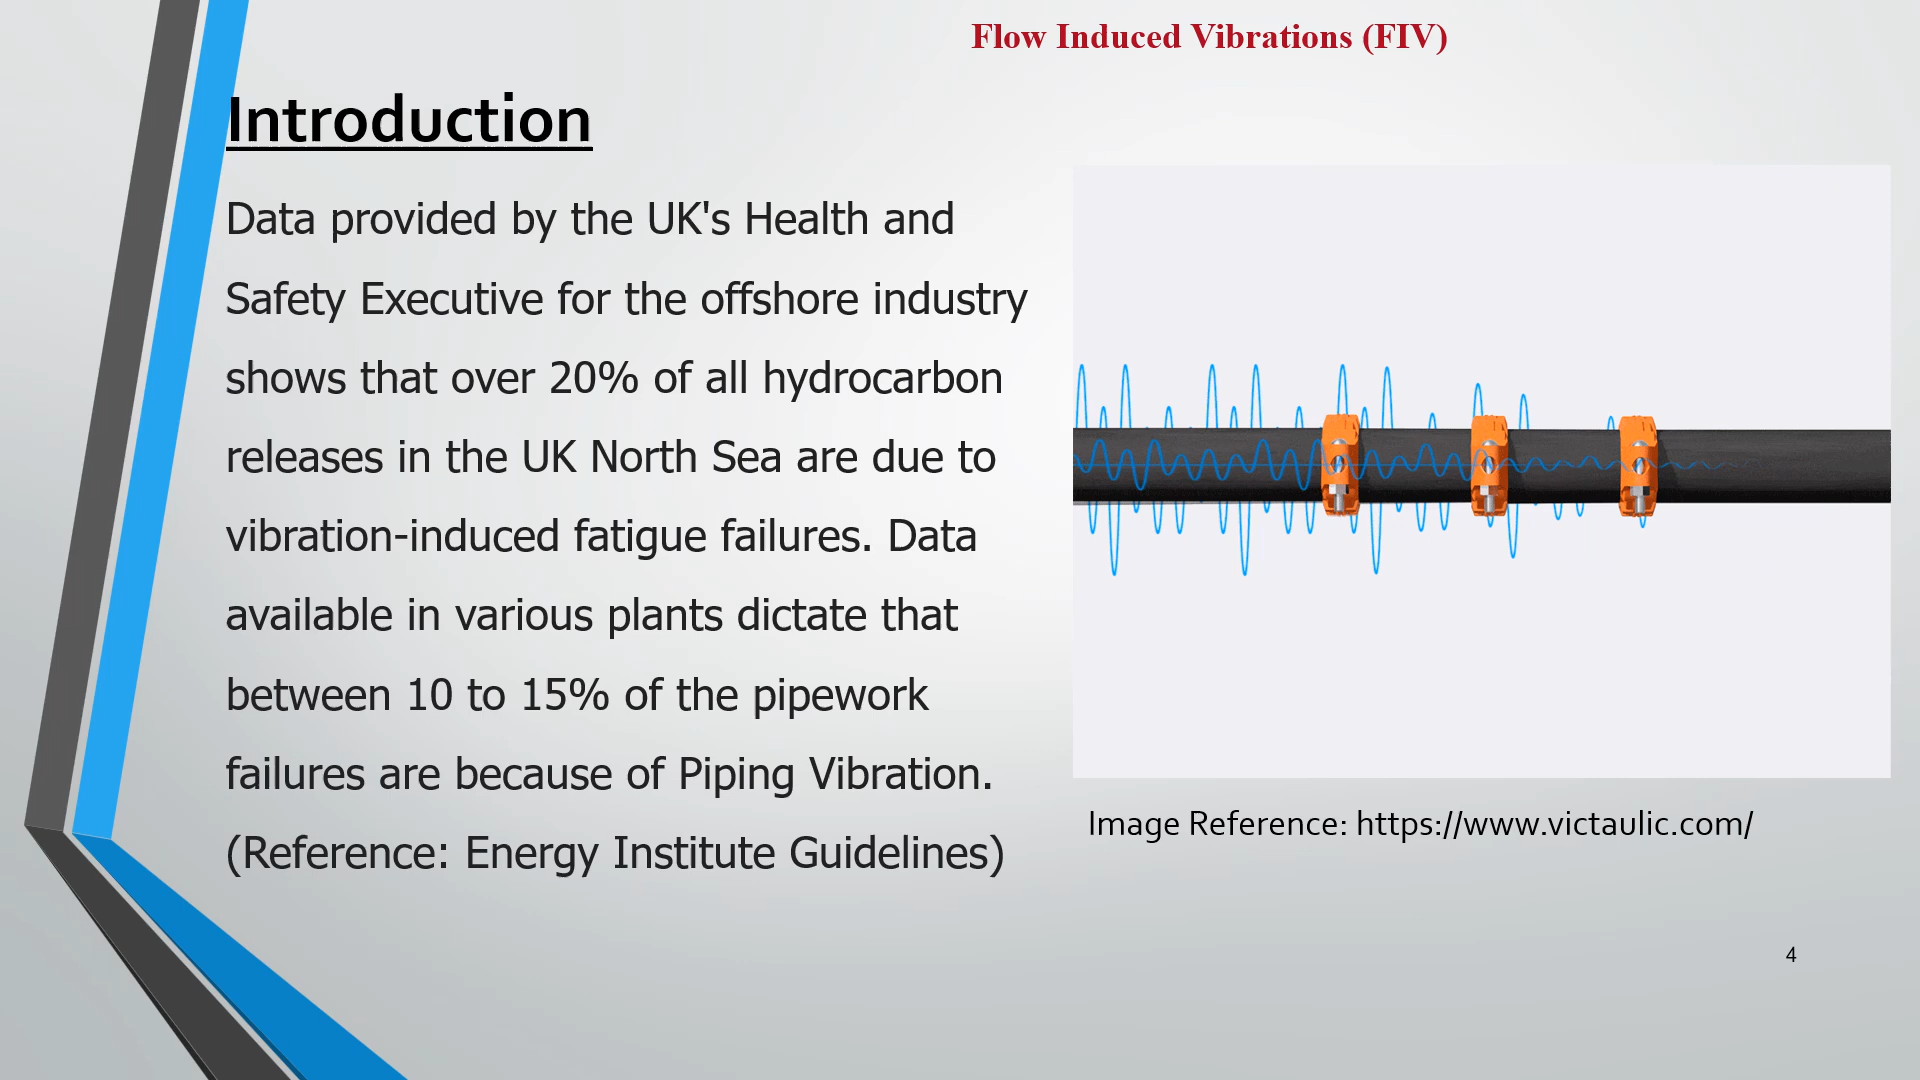 Flow Induced Vibrations (FIV)
Introduction
Data provided by the UK's Health and
Safety Executive for the offshore industry
shows that over 20% of all hydrocarbon
releases in the UK North Sea are due to
vibration-induced fatigue failures. Data
available in various plants dictate that
between 10 to 15% of the pipework
failures are because of Piping Vibration.
(Reference: Energy Institute Guidelines)
Image Reference: https://www.victaulic.com/
4